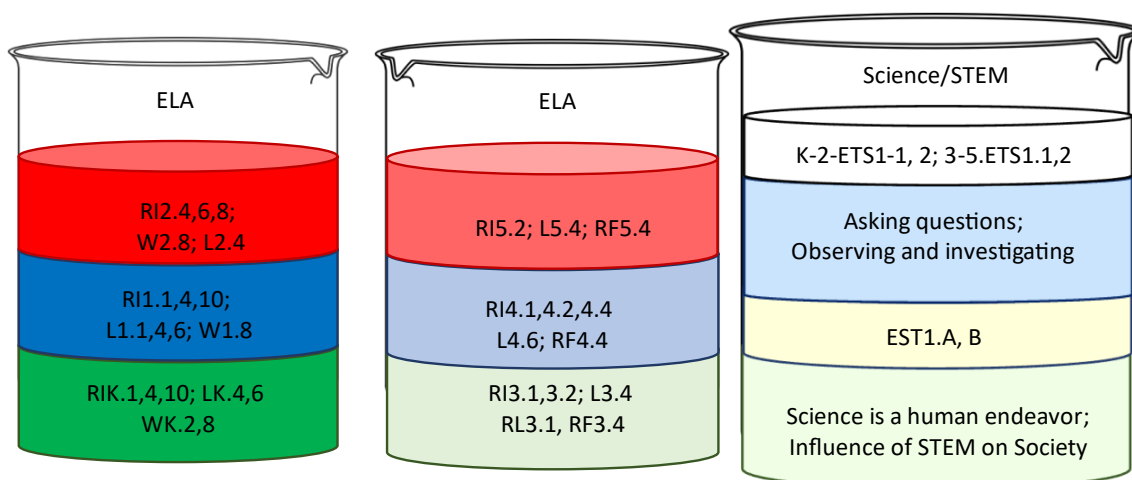 ELA
RI2.4,6,8;
W2.8; L2.4
RI1.1,4,10;
L1.1,4,6; W1.8
RIK.1,4,10; LK.4,6
WK.2,8
ELA
RI5.2; L5.4; RF5.4
RI4.1,4.2,4.4
L4.6; RF4.4
RI3.1,3.2; L3.4
RL3.1, RF3.4
Science/STEM
K-2-ETS1-1, 2; 3-5.ETS1.1,2
Asking questions;
Observing and investigating
EST1.A, B
Science is a human endeavor;
Influence of STEM on Society